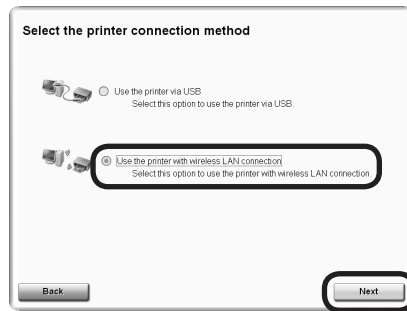 Select the printer connection method
Use the printer via USB
Select this option to use the printer via USB.
Use the printer with wireless LAN connection
Select this option to use the printer with wireless LAN connection.
Back
Next